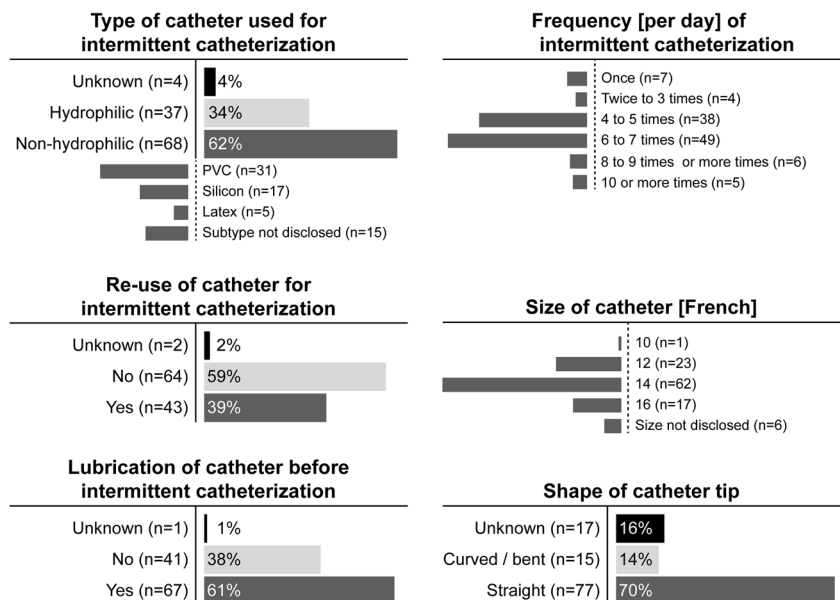 Type of catheter used for
intermittent catheterization
Unknown (n=4) 4%
Hydrophilic (n=37) 34%
Non-hydrophilic (n=68) 62%
PVC (n=31)
Silicon (n=17)
Latex (n=5)
Subtype not disclosed (n=15)
Frequency [per day] of
intermittent catheterization
Once (n=7)
Twice to 3 times (n=4)
4 to 5 times (n=38)
6 to 7 times (n=49)
8 to 9 times or more times (n=6)
10 or more times (n=5)
Re-use of catheter for
intermittent catheterization
Unknown (n=2) 2%
No (n=64) 59%
Yes (n=43) 39%
Size of catheter [French]
10 (n=1)
12 (n=23)
14 (n=62)
16 (n=17)
Size not disclosed (n=6)
Lubrication of catheter before
intermittent catheterization
Unknown (n=1) 1%
No (n=41) 38%
Yes (n=67) 61%
Shape of catheter tip
Unknown (n=17) 16%
Curved / bent (n=15) 14%
Straight (n=77) 70%